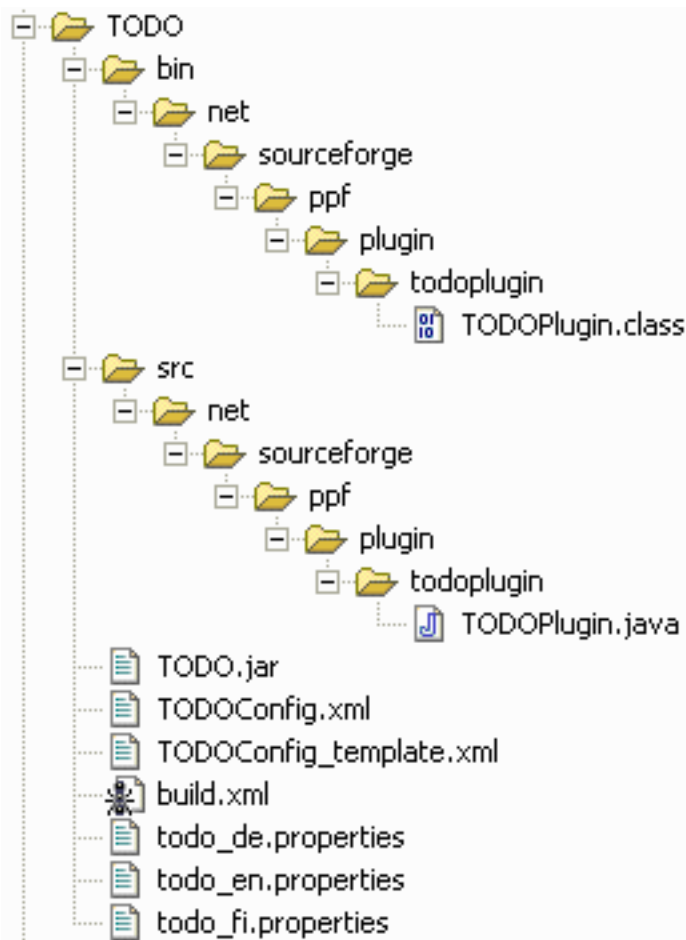 TODO
bin
net
sourceforge
ppf
plugin
todoplugin
TODOPlugin.class
src
net
sourceforge
ppf
plugin
todoplugin
TODOPlugin.java
TODO.jar
TODOConfig.xml
TODOConfig_template.xml
build.xml
todo_de.properties
todo_en.properties
todo_fi.properties